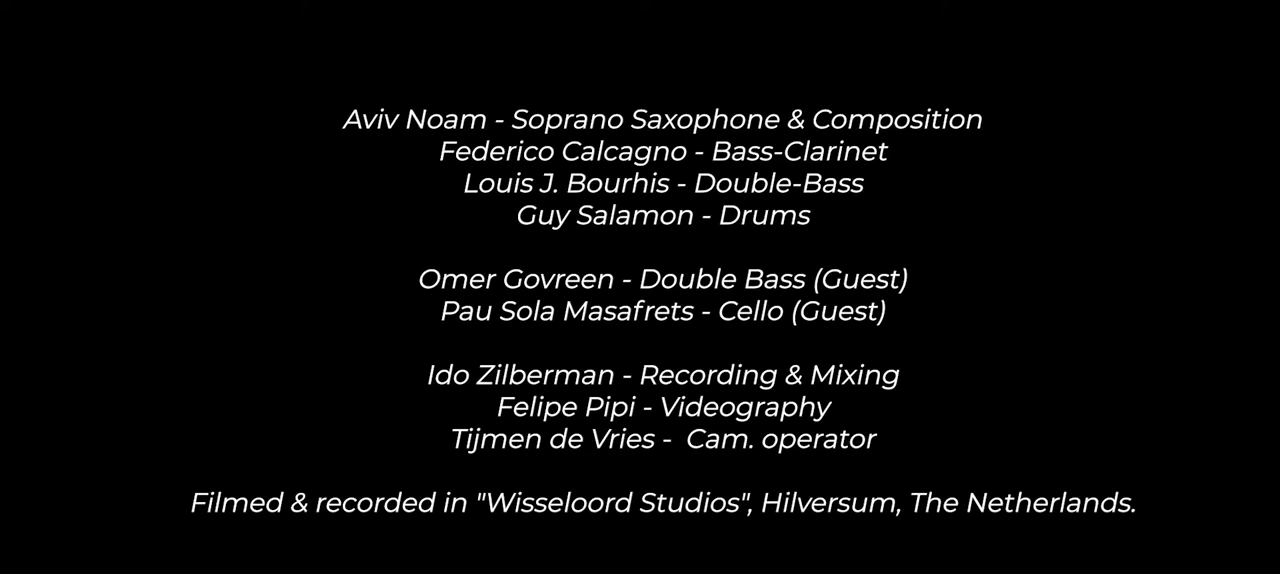 Aviv Noam - Soprano Saxophone & Composition
Federico Calcagno - Bass-Clarinet
Louis J. Bourhis - Double-Bass
Guy Salamon - Drums
Omer Govreen - Double Bass (Guest)
Pau Sola Masafrets - Cello (Guest)
Ido Zilberman - Recording & Mixing
Felipe Pipi - Videography
Tijmen de Vries -  Cam. operator
Filmed & recorded in "Wisseloord Studios", Hilversum, The Netherlands.